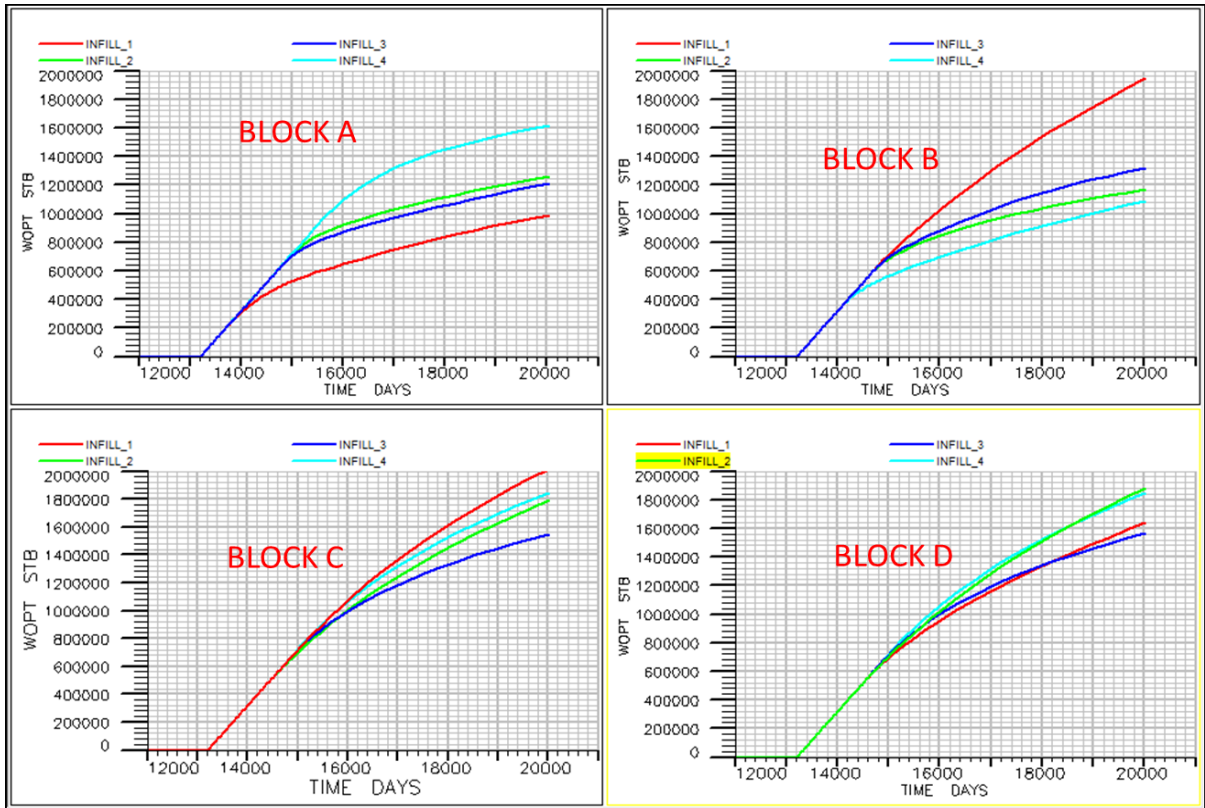 INFILL_1 INFILL_3
INFILL_2 INFILL_4
2000000
1800000
1600000
1400000
1200000
1000000
800000
600000
400000
200000
0
WOPT STB
BLOCK A
12000 14000 16000 18000 20000
TIME DAYS
INFILL_1 INFILL_3
INFILL_2 INFILL_4
2000000
1800000
1600000
1400000
1200000
1000000
800000
600000
400000
200000
0
WOPT STB
BLOCK B
12000 14000 16000 18000 20000
TIME DAYS
INFILL_1 INFILL_3
INFILL_2 INFILL_4
2000000
1800000
1600000
1400000
1200000
1000000
800000
600000
400000
200000
0
WOPT STB
BLOCK C
12000 14000 16000 18000 20000
TIME DAYS
INFILL_1 INFILL_3
INFILL_2 INFILL_4
2000000
1800000
1600000
1400000
1200000
1000000
800000
600000
400000
200000
0
WOPT STB
BLOCK D
12000 14000 16000 18000 20000
TIME DAYS